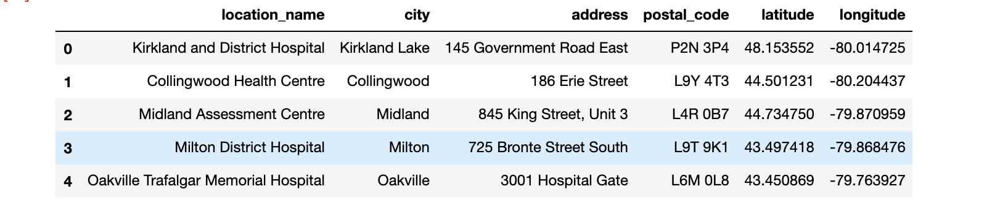 location_name city address postal_code latitude longitude
0 Kirkland and District Hospital Kirkland Lake 145 Government Road East P2N 3P4 48.153552 -80.014725
1 Collingwood Health Centre Collingwood 186 Erie Street L9Y 4T3 44.501231 -80.204437
2 Midland Assessment Centre Midland 845 King Street, Unit 3 L4R 0B7 44.734750 -79.870959
3 Milton District Hospital Milton 725 Bronte Street South L9T 9K1 43.497418 -79.868476
4 Oakville Trafalgar Memorial Hospital Oakville 3001 Hospital Gate L6M 0L8 43.450869 -79.763927